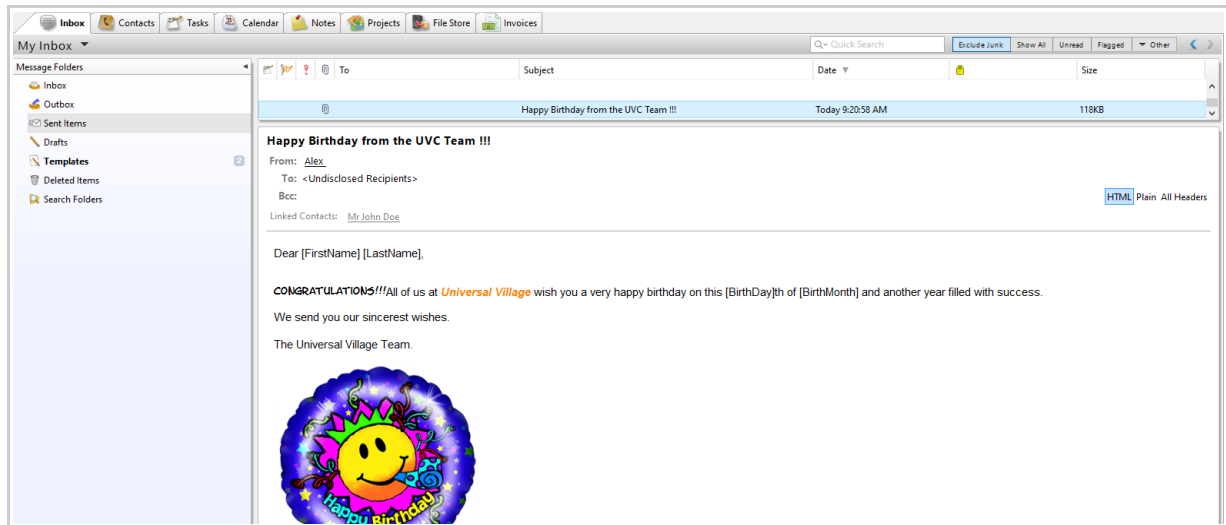 Inbox Contacts Tasks Calendar Notes Projects File Store Invoices
My Inbox Quick Search Exclude Junk Show All Unread Flagged Other
Message Folders To Subject Date Size
Inbox
Outbox Happy Birthday from the UVC Team !!! Today 9:20:58 AM 118KB
Sent Items
Drafts
Templates 2
Deleted Items
Search Folders
Happy Birthday from the UVC Team !!!
From: Alex
To: <Undisclosed Recipients>
Bcc:
HTML Plain All Headers
Linked Contacts: Mr John Doe
Dear [FirstName] [LastName],
CONGRATULATIONS!!!All of us at Universal Village wish you a very happy birthday on this [BirthDay]th of [BirthMonth] and another year filled with success.
We send you our sincerest wishes.
The Universal Village Team.
Happy Birthday